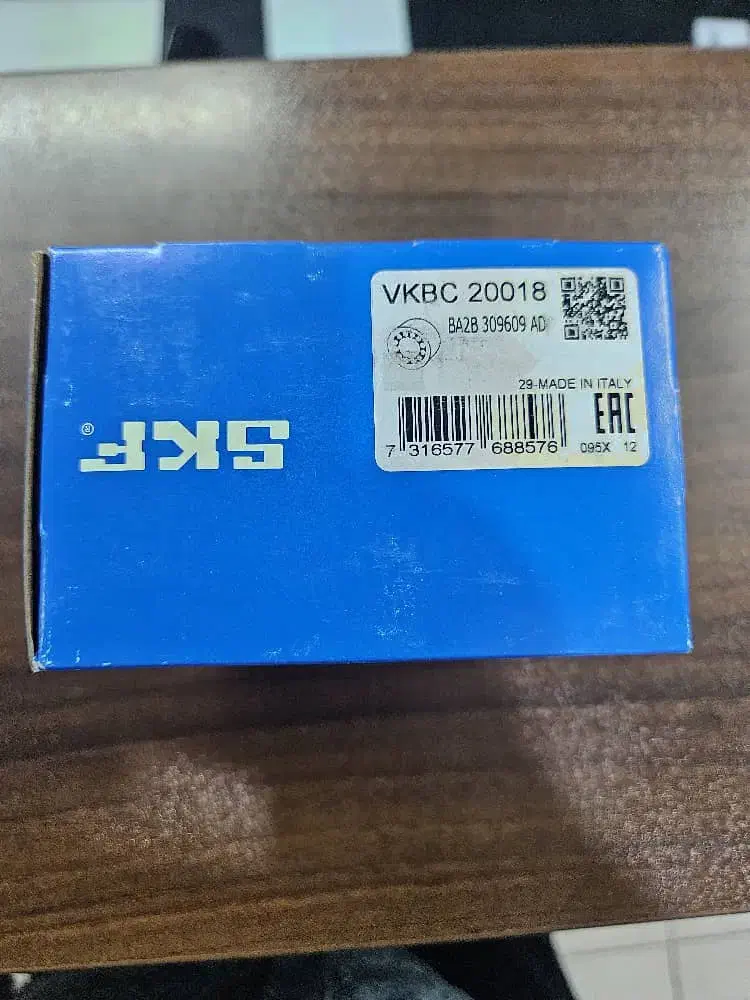 VKBC 20018
BA2B 309609 AD
29-MADE IN ITALY
EAC
7 316577 688576
095X 12
SKF®